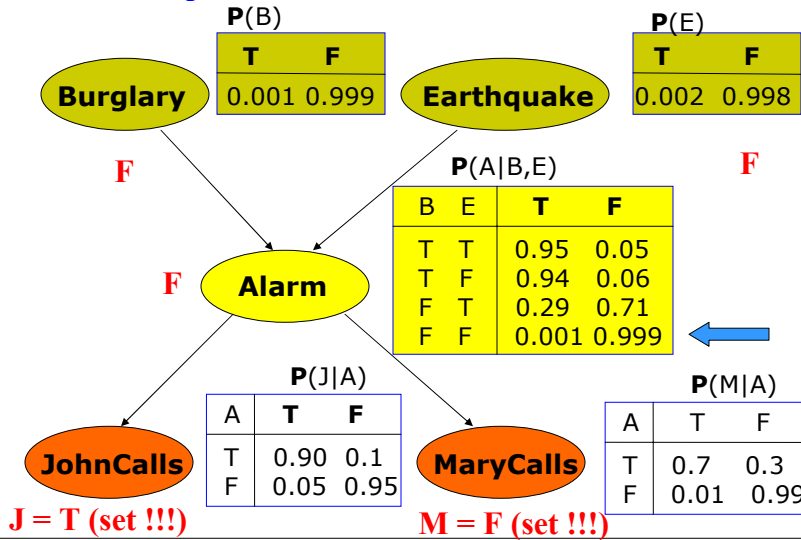 P(B)
P(E)
T F
T F
Burglary
0.001 0.999
Earthquake
0.002 0.998
F
P(A|B,E)
F
B E T F
T T 0.95 0.05
T F 0.94 0.06
F T 0.29 0.71
F F 0.001 0.999
F
Alarm
P(J|A)
P(M|A)
A T F
A T F
JohnCalls
T 0.90 0.1
F 0.05 0.95
MaryCalls
T 0.7 0.3
F 0.01 0.99
J = T (set !!!)
M = F (set !!!)